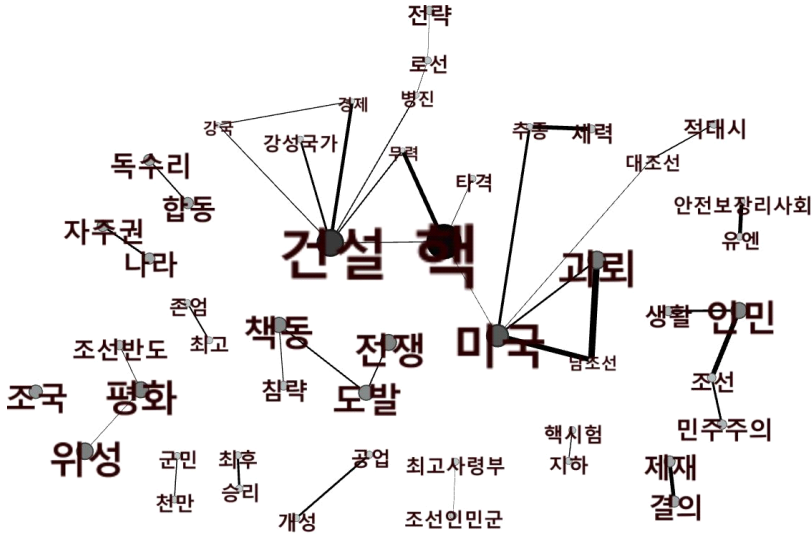 전략
로선
경제
병진
강국
강성국가
무력
추종
세력
적대시
대조선
독수리
합동
타격
안전보장리사회
유엔
자주권
나라
건설
핵
괴뢰
존엄
최고
책동
전쟁
미국
남조선
생활
인민
조선반도
침략
도발
조선
조국
평화
위성
민주주의
군민
천만
최후
승리
공업
개성
최고사령부
조선인민군
핵시험
지하
제재
결의